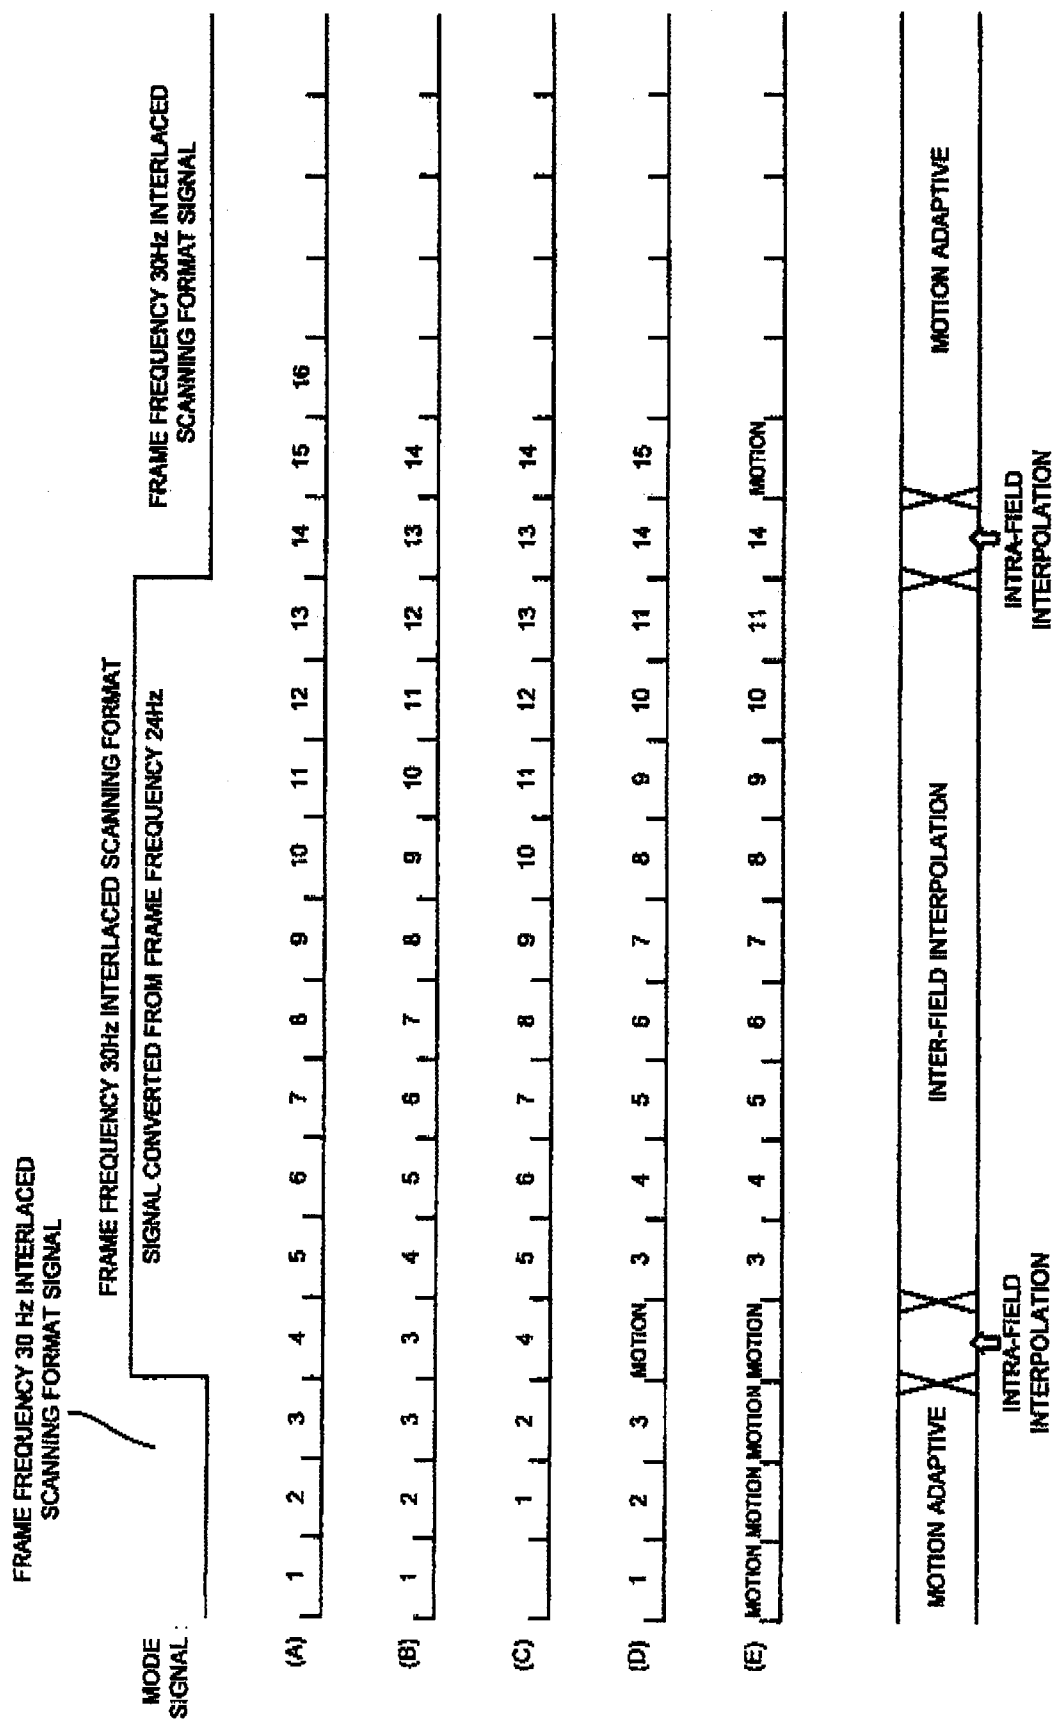 FRAME FREQUENCY 30 Hz INTERLACED
SCANNING FORMAT SIGNAL
FRAME FREQUENCY 30Hz INTERLACED SCANNING FORMAT
SIGNAL CONVERTED FROM FRAME FREQUENCY 24Hz
FRAME FREQUENCY 30Hz INTERLACED
SCANNING FORMAT SIGNAL
MODE
SIGNAL :
(A) 1 2 3 4 5 6 7 8 9 10 11 12 13 14 15 16
(B) 1 2 3 3 4 5 6 7 8 9 10 11 12 13 14
(C) 1 2 4 5 6 7 8 9 10 11 12 13 13 14
(D) 1 2 3 MOTION 3 4 5 6 7 8 9 10 11 14 15
(E) MOTION MOTION MOTION MOTION 3 4 5 6 7 8 9 10 11 14 MOTION
MOTION ADAPTIVE
INTER-FIELD INTERPOLATION
MOTION ADAPTIVE
INTRA-FIELD
INTERPOLATION
INTRA-FIELD
INTERPOLATION